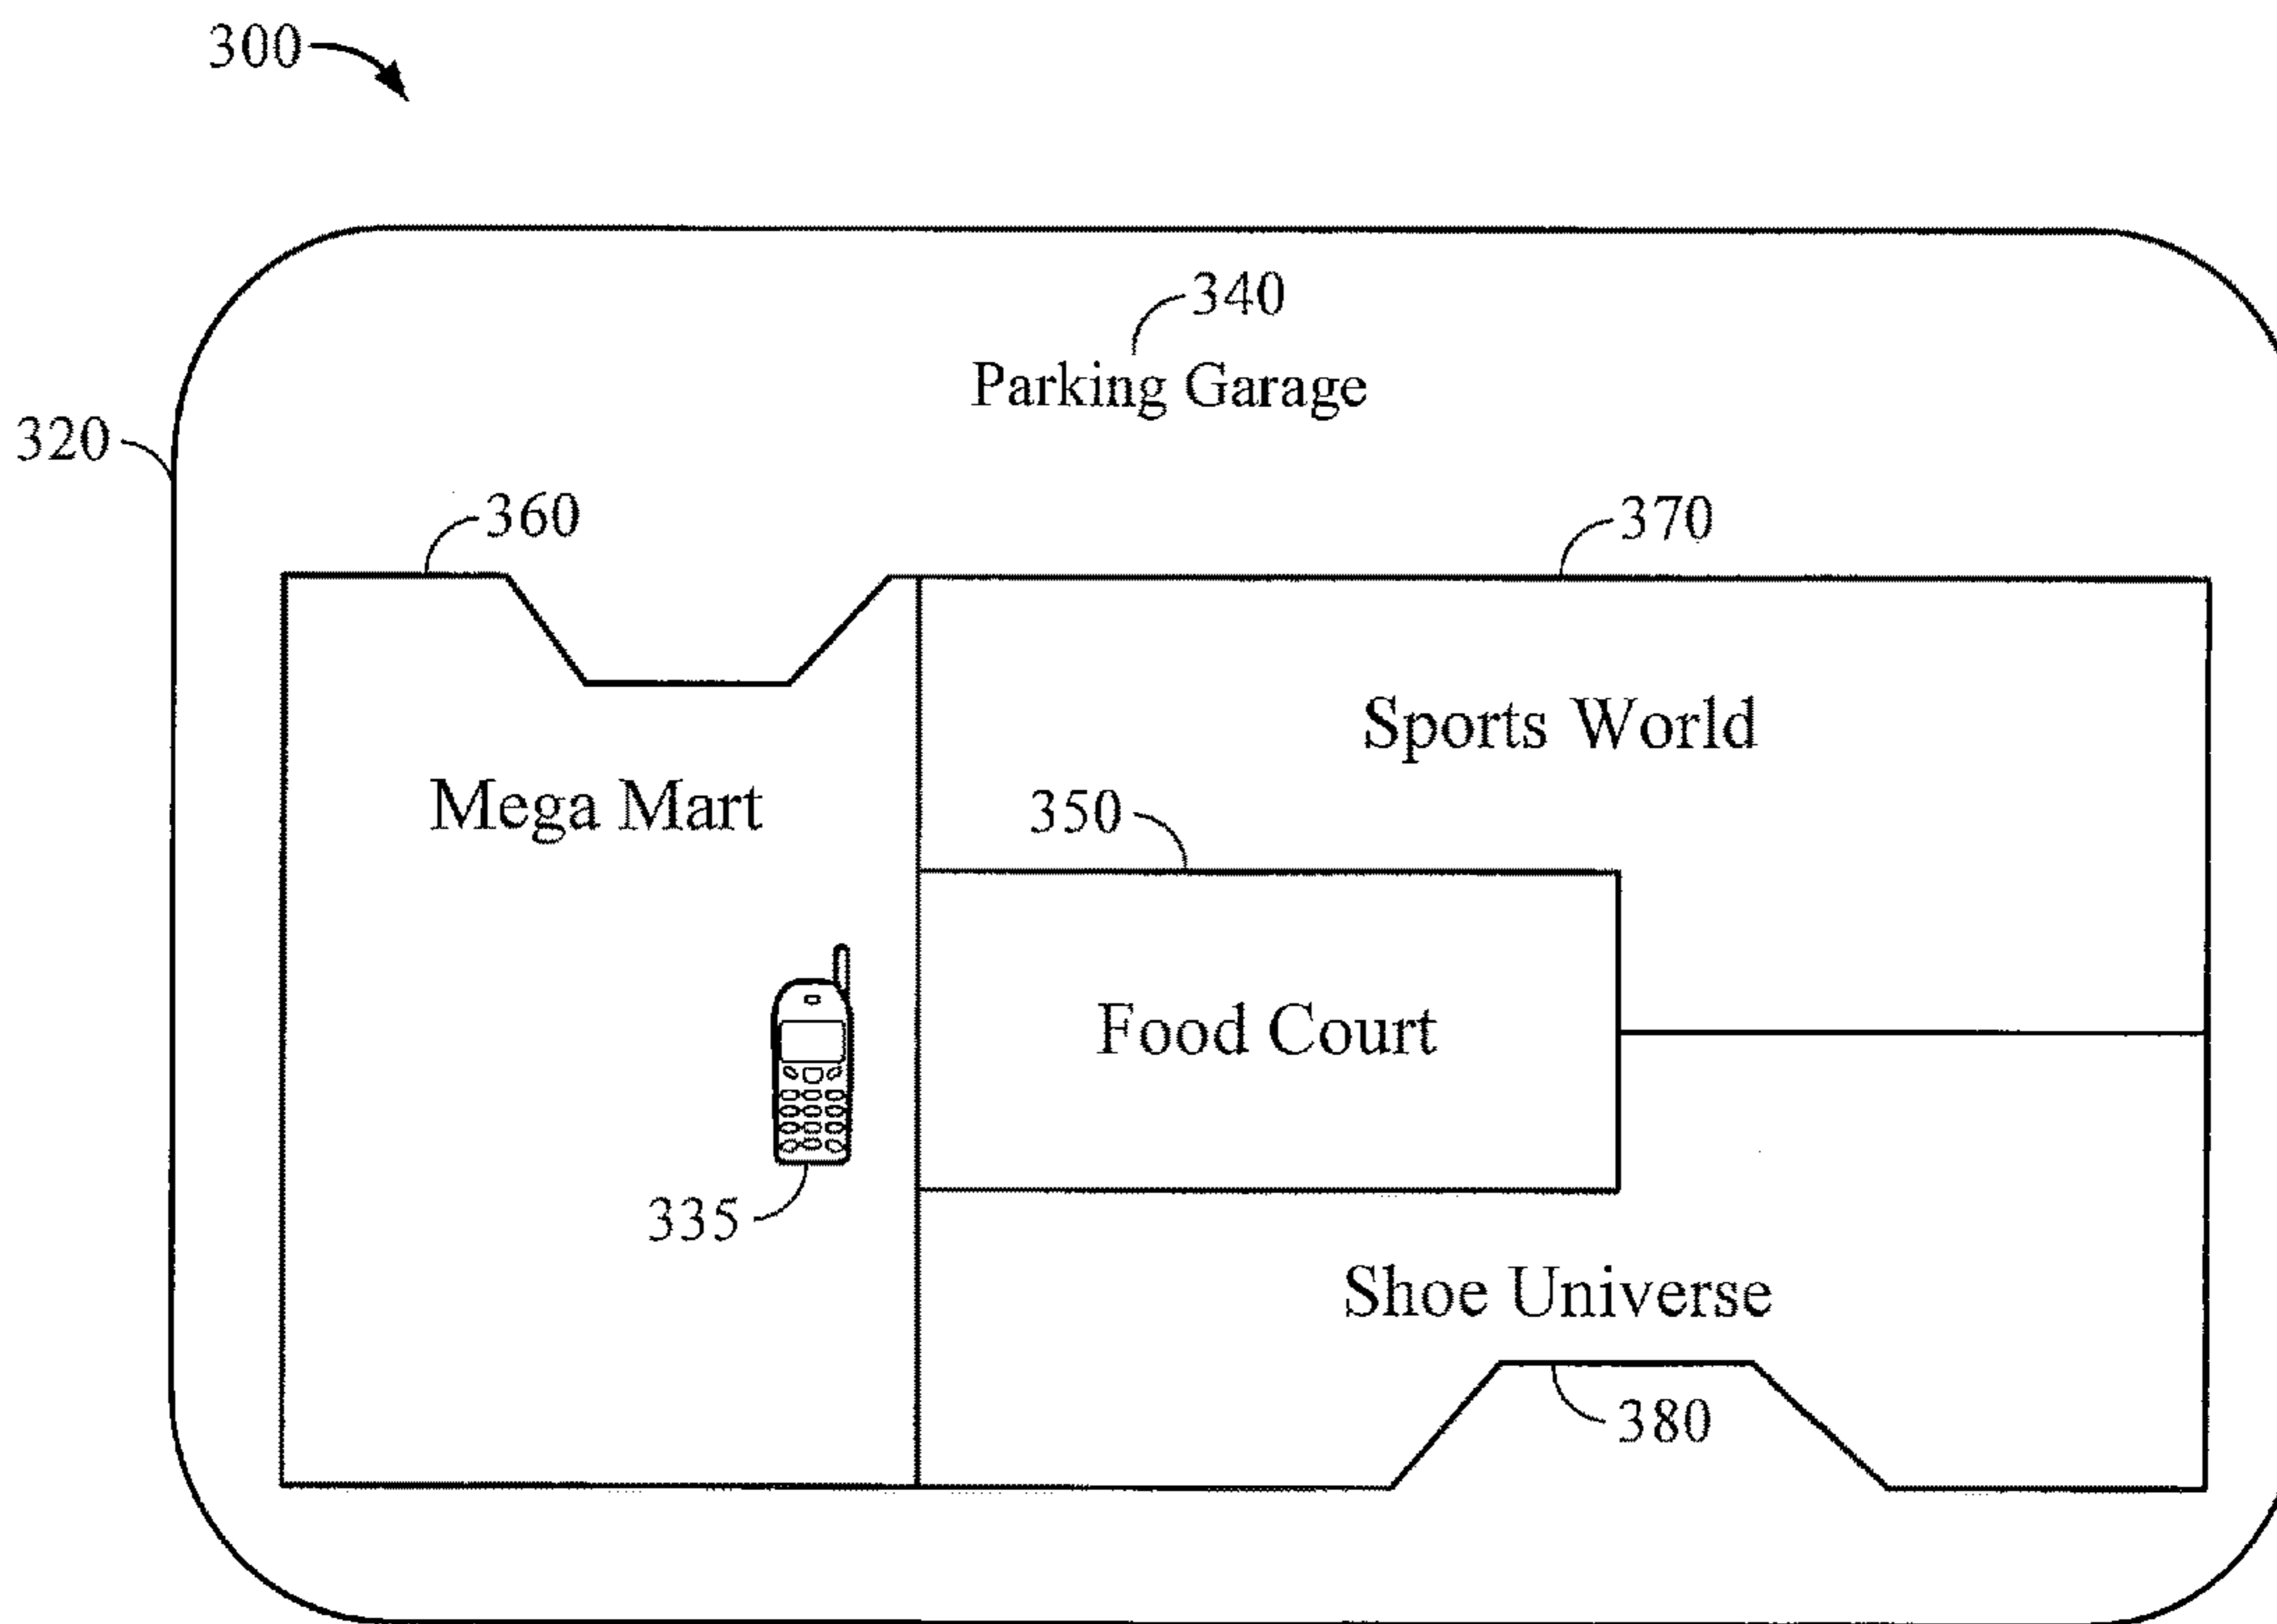 300
340
Parking Garage
320
360
370
Sports World
Mega Mart
350
Food Court
335
Shoe Universe
380